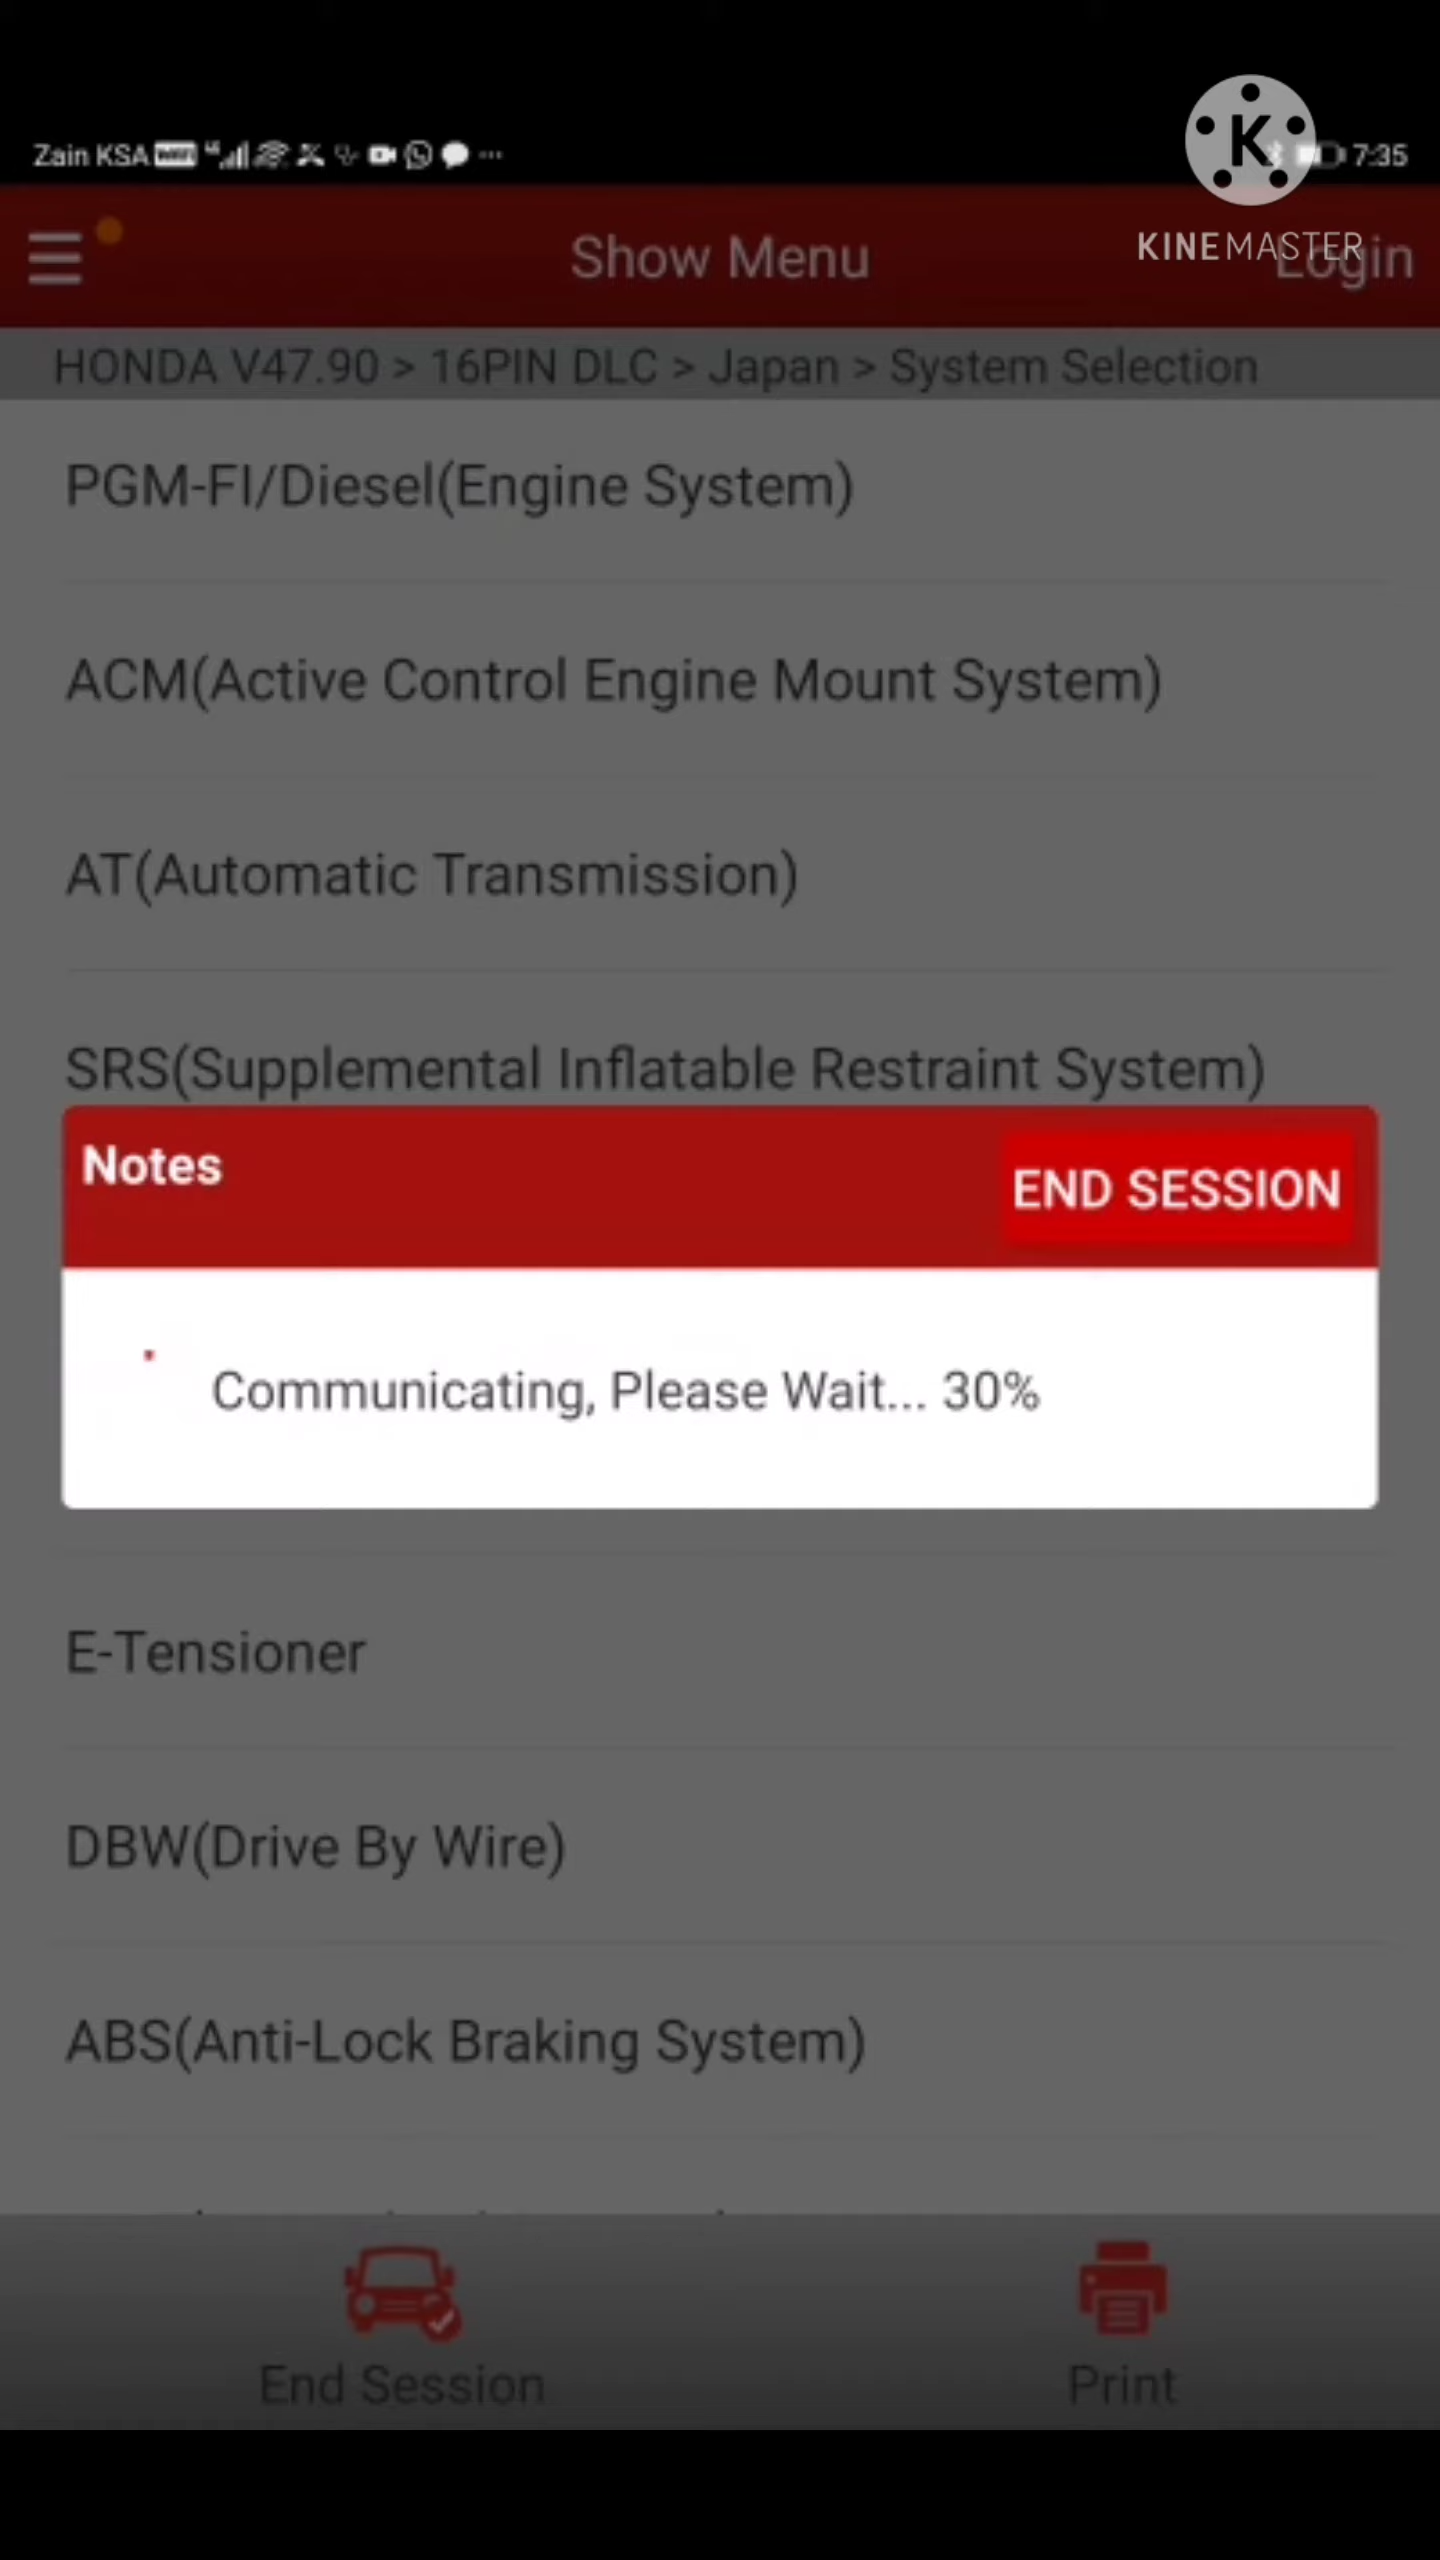 Zain KSA
7:35
KINEMASTER
Show Menu
Login
HONDA V47.90 > 16PIN DLC > Japan > System Selection
PGM-FI/Diesel(Engine System)
ACM(Active Control Engine Mount System)
AT(Automatic Transmission)
SRS(Supplemental Inflatable Restraint System)
Notes
END SESSION
Communicating, Please Wait... 30%
E-Tensioner
DBW(Drive By Wire)
ABS(Anti-Lock Braking System)
End Session
Print